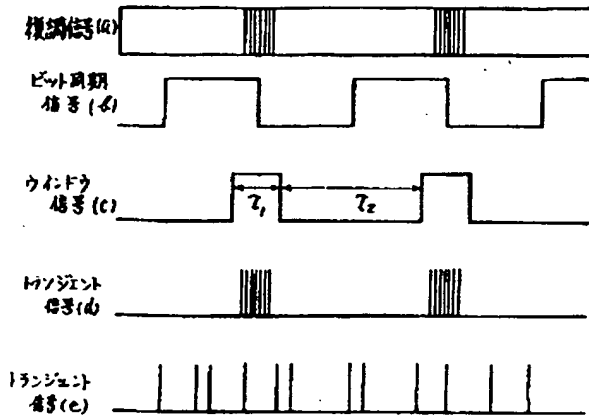 復調信号(a)
ビット同期
信号(b)
ウインドウ
信号(c)
τ₁
τ₂
トランジェント
信号(d)
トランジェント
信号(e)